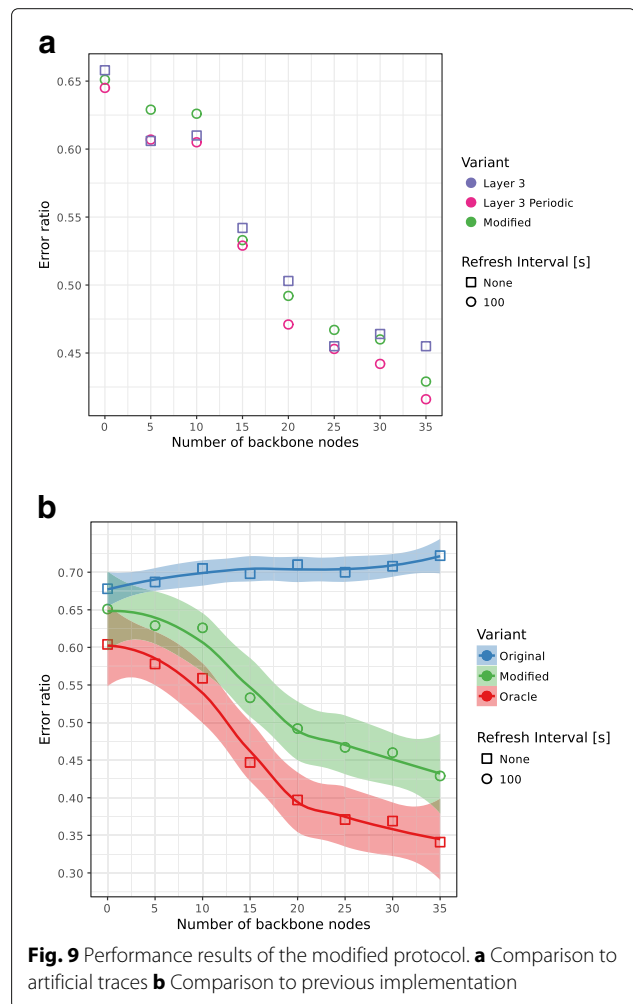 a
0.65
0.60
0.55
0.50
0.45
Error ratio
0 5 10 15 20 25 30 35
Number of backbone nodes
Variant
Layer 3
Layer 3 Periodic
Modified
Refresh Interval [s]
None
100
b
0.70
0.65
0.60
0.55
0.50
0.45
0.40
0.35
0.30
Error ratio
0 5 10 15 20 25 30 35
Number of backbone nodes
Variant
Original
Modified
Oracle
Refresh Interval [s]
None
100
Fig. 9 Performance results of the modified protocol. a Comparison to
artificial traces b Comparison to previous implementation